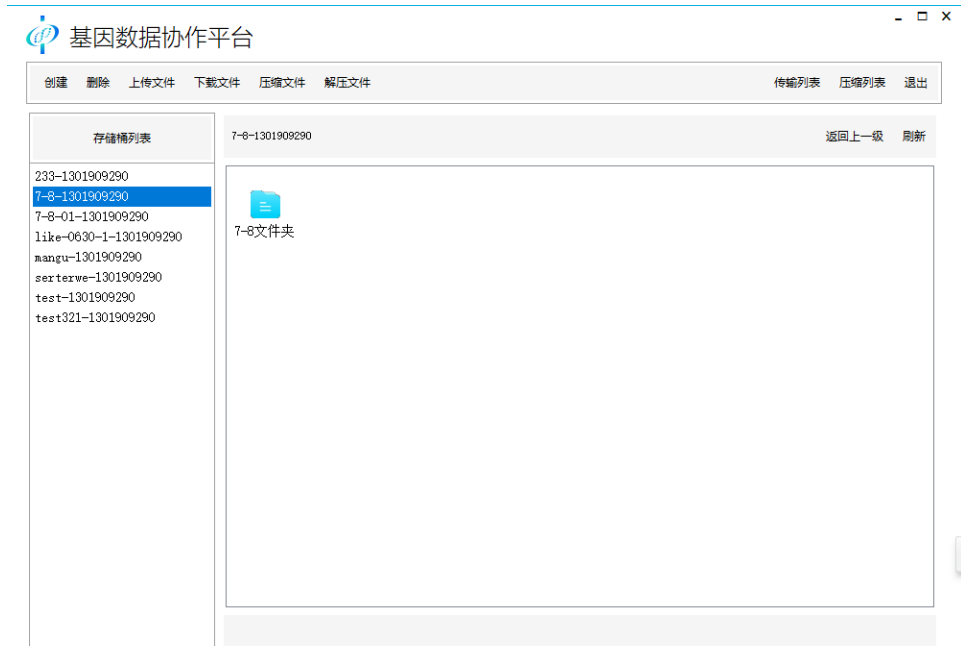 基因数据协作平台
创建 删除 上传文件 下载文件 压缩文件 解压文件 传输列表 压缩列表 退出
存储桶列表 7-8-1301909290 返回上一级 刷新
233-1301909290
7-8-1301909290
7-8-01-1301909290
like-0630-1-1301909290
mangu-1301909290
serterwe-1301909290
test-1301909290
test321-1301909290
7-8文件夹